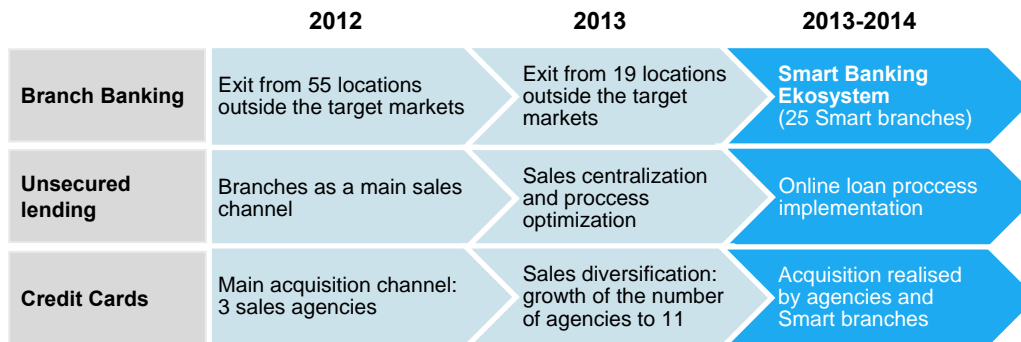 2012
2013
2013-2014
Branch Banking
Exit from 55 locations
outside the target markets
Exit from 19 locations
outside the target
markets
Smart Banking
Ekosystem
(25 Smart branches)
Unsecured
lending
Branches as a main sales
channel
Sales centralization
and proccess
optimization
Online loan proccess
implementation
Credit Cards
Main acquisition channel:
3 sales agencies
Sales diversification:
growth of the number
of agencies to 11
Acquisition realised
by agencies and
Smart branches